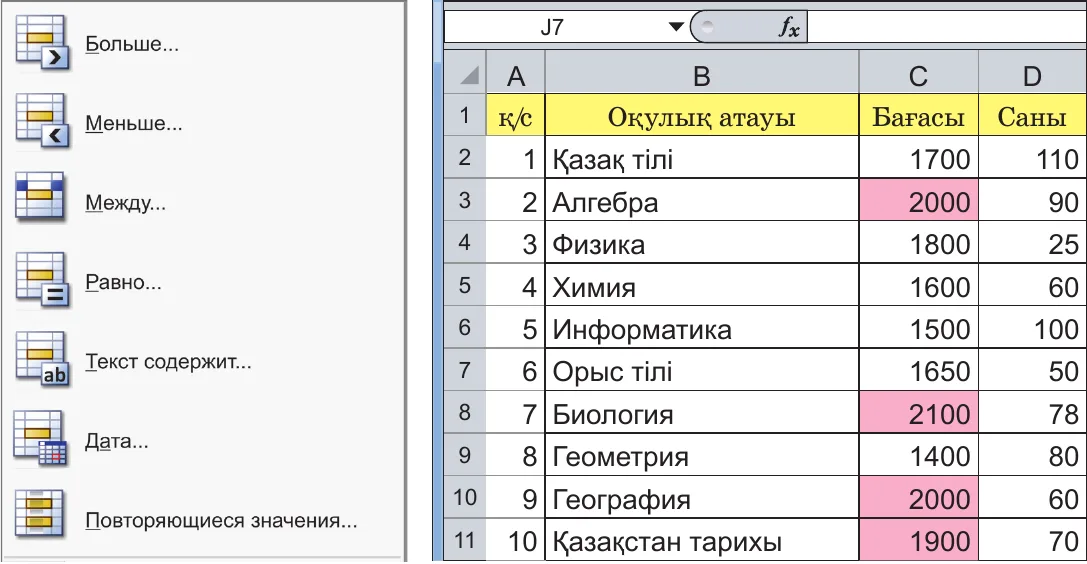 Больше...
Меньше...
Между...
Равно...
ab
Текст содержит...
Дата...
Повторяющиеся значения...
J7 fx
A B C D
1 қ/с Оқулық атауы Бағасы Саны
2 1 Қазақ тілі 1700 110
3 2 Алгебра 2000 90
4 3 Физика 1800 25
5 4 Химия 1600 60
6 5 Информатика 1500 100
7 6 Орыс тілі 1650 50
8 7 Биология 2100 78
9 8 Геометрия 1400 80
10 9 География 2000 60
11 10 Қазақстан тарихы 1900 70